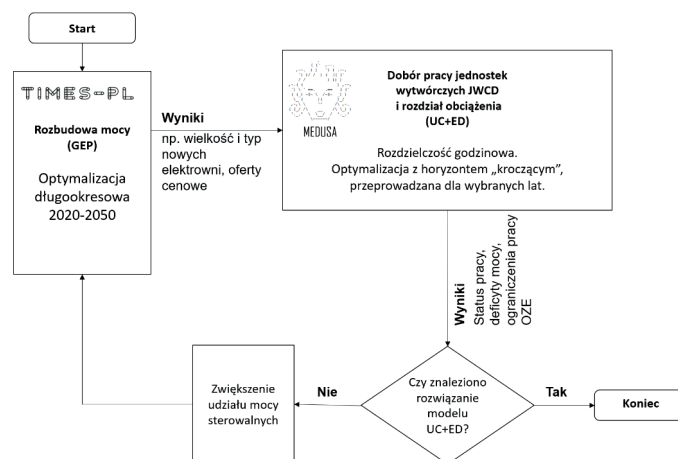 Start
TIMES-PL
Rozbudowa mocy
(GEP)
Optymalizacja
długookresowa
2020-2050
Wyniki
np. wielkość i typ
nowych
elektrowni, oferty
cenowe
MEDUSA
Dobór pracy jednostek
wytwórczych JWCD
i rozdział obciążenia
(UC+ED)
Rozdzielczość godzinowa.
Optymalizacja z horyzontem „kroczącym”,
przeprowadzana dla wybranych lat.
Wyniki
Status pracy,
deficyty mocy,
ograniczenia pracy
OZE
Czy znaleziono
rozwiązanie
modelu
UC+ED?
Nie
Zwiększenie
udziału mocy
sterowalnych
Tak
Koniec